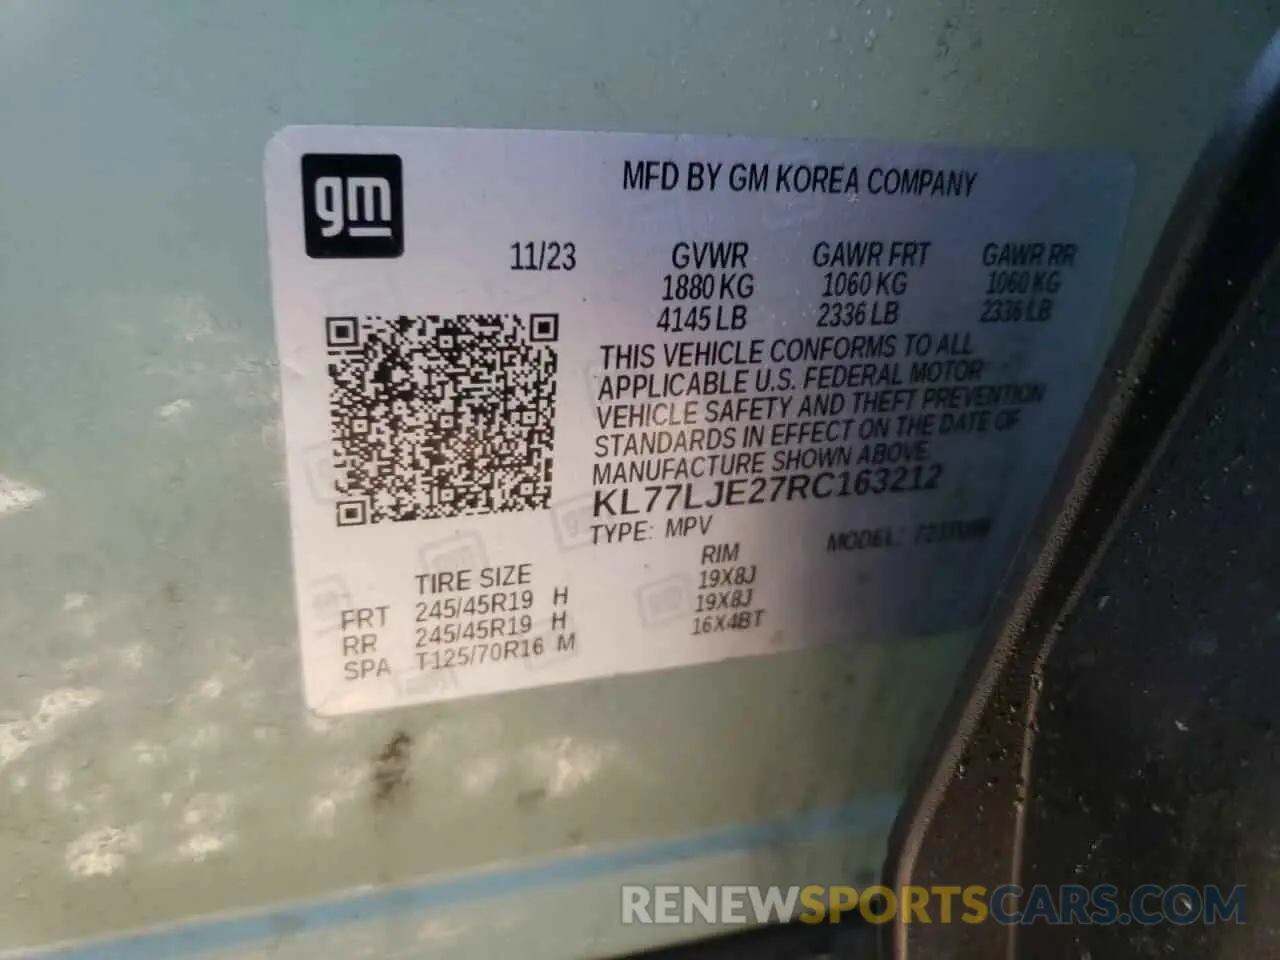 gm
MFD BY GM KOREA COMPANY
11/23 GVWR GAWR FRT GAWR RR
1880 KG 1060 KG 1060 KG
4145 LB 2336 LB 2336 LB
THIS VEHICLE CONFORMS TO ALL
APPLICABLE U.S. FEDERAL MOTOR
VEHICLE SAFETY AND THEFT PREVENTION
STANDARDS IN EFFECT ON THE DATE OF
MANUFACTURE SHOWN ABOVE.
KL77LJE27RC163212
TYPE: MPV MODEL:
TIRE SIZE RIM
FRT 245/45R19 H 19X8J
RR 245/45R19 H 19X8J
SPA T125/70R16 M 16X4BT
RENEWSPORTSCARS.COM